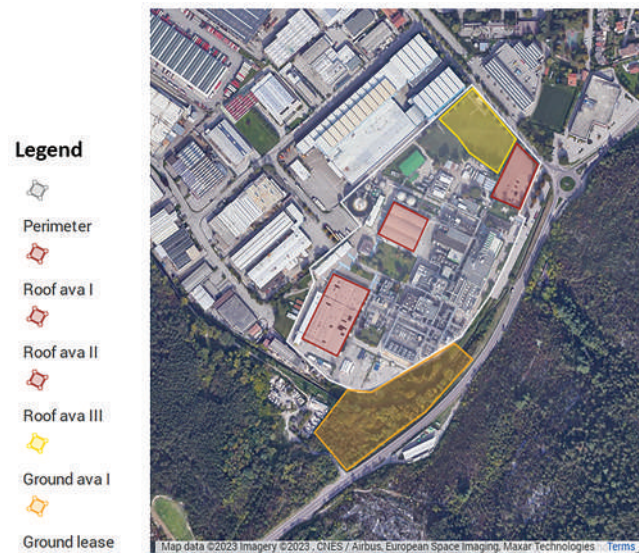 Legend
Perimeter
Roof ava I
Roof ava II
Roof ava III
Ground ava I
Ground lease
Map data ©2023 Imagery ©2023 , CNES / Airbus, European Space Imaging, Maxar Technologies Terms